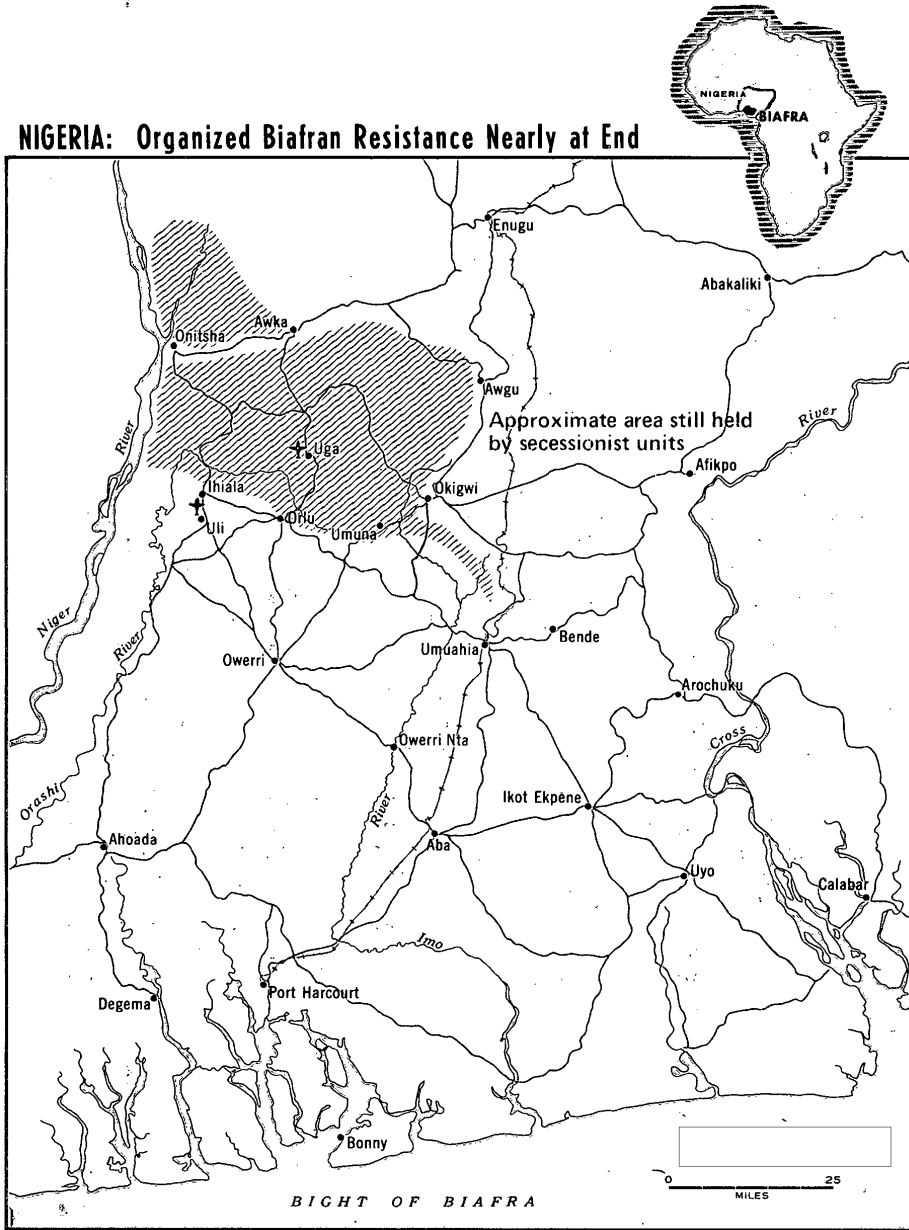 NIGERIA
BIAFRA
NIGERIA: Organized Biafran Resistance Nearly at End
Enugu
Abakaliki
Awka
Onitsha
Awgu
Approximate area still held
by secessionist units
River
River
Uga
Afikpo
Ihiala
Okigwi
Uli
Orlu
Umuna
Niger
River
Bende
Umuahia
Owerri
Arochuku
Cross
Owerri Nta
Orashi
River
Ikot Ekpene
Ahoada
Aba
Uyo
Calabar
Imo
Degema
Port Harcourt
Bonny
BIGHT OF BIAFRA
0 25
MILES